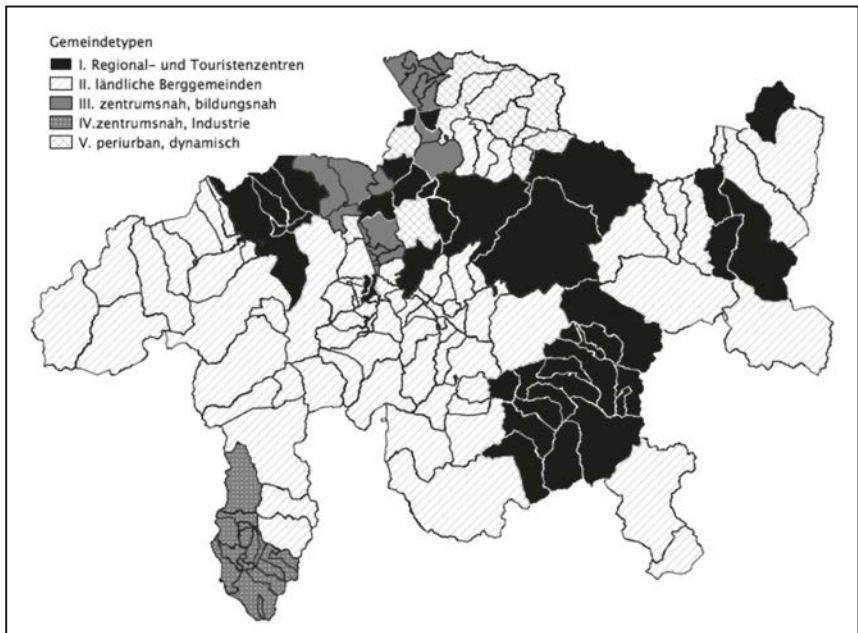 Gemeindetypen
I. Regional- und Touristenzentren
II. ländliche Berggemeinden
III. zentrumsnah, bildungsnah
IV.zentrumsnah, Industrie
V. periurban, dynamisch